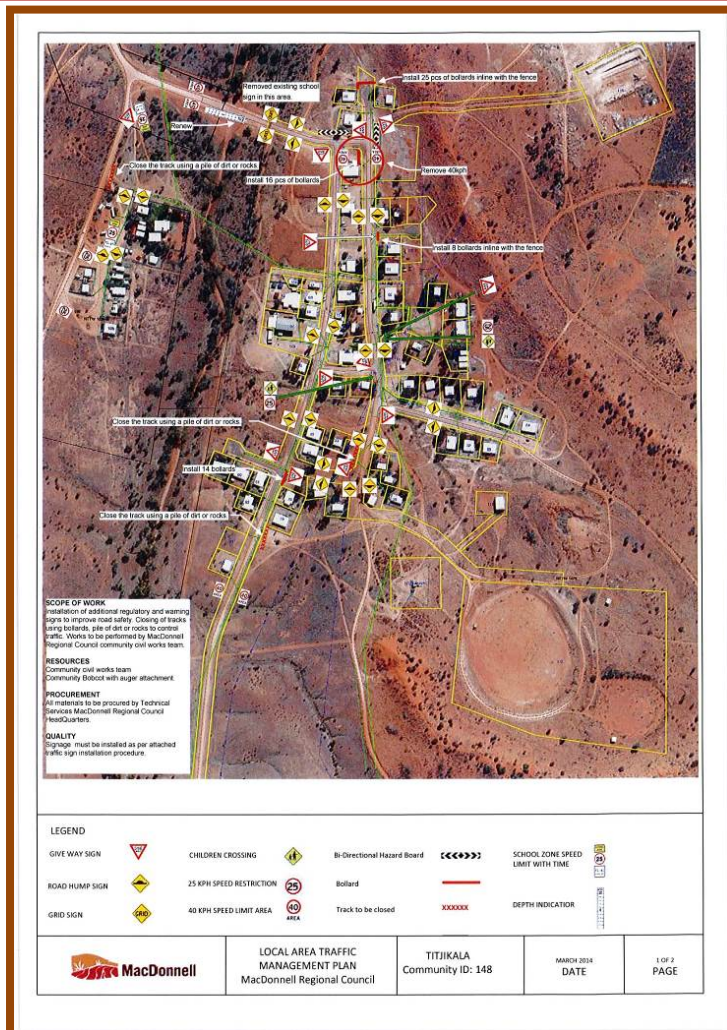 Install 25 pcs of bollards inline with the fence
Removed existing school
sign in this area.
Renew
Close the track using a pile of dirt or rocks.
Install 16 pcs of bollards
Remove 40kph
Install 8 bollards inline with the fence
Close the track using a pile of dirt or rocks.
Install 14 bollards
Close the track using a pile of dirt or rocks.
SCOPE OF WORK
Installation of additional regulatory and warning
signs to improve road safety. Closing of tracks
using bollards, pile of dirt or rocks to control
traffic. Works to be performed by MacDonnell
Regional Council community civil works team.
RESOURCES
Community civil works team
Community Bobcat with auger attachment
PROCUREMENT
All materials to be procured by Technical
Services MacDonnell Regional Council
HeadQuarters.
QUALITY
Signage must be installed as per attached
traffic sign installation procedure.
LEGEND
GIVE WAY SIGN
CHILDREN CROSSING
Bi-Directional Hazard Board
SCHOOL ZONE SPEED
LIMIT WITH TIME
25
ROAD HUMP SIGN
25 KPH SPEED RESTRICTION
25
Bollard
GRID SIGN
GRID
40 KPH SPEED LIMIT AREA
40
AREA
Track to be closed
XXXXXX
DEPTH INDICATIOR
MacDonnell
LOCAL AREA TRAFFIC
MANAGEMENT PLAN
MacDonnell Regional Council
TITJIKALA
Community ID: 148
MARCH 2014
DATE
1 OF 2
PAGE